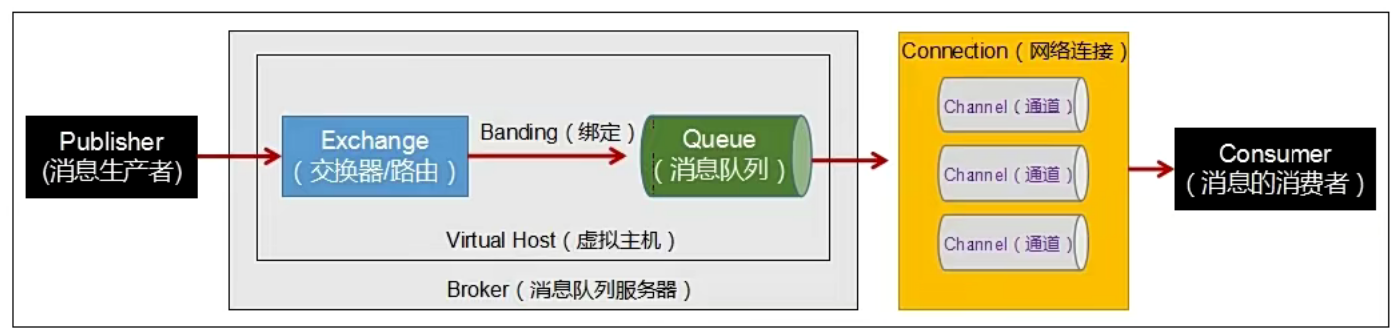 Publisher
(消息生产者)
Exchange
（交换器/路由）
Banding（绑定）
Queue
（消息队列）
Virtual Host（虚拟主机）
Broker（消息队列服务器）
Connection（网络连接）
Channel（通道）
Channel（通道）
Channel（通道）
Consumer
（消息的消费者）